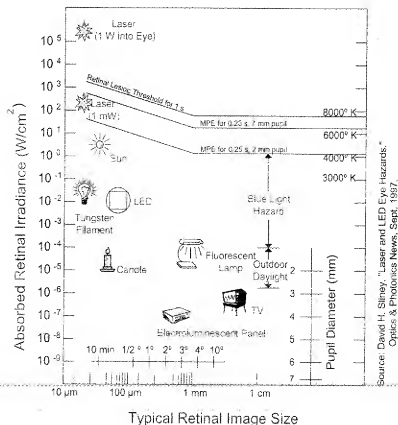 Absorbed Retinal Irradiance (W/cm²)
10 5
10 4
10 3
10 2
10 1
10 0
10 -1
10 -2
10 -3
10 -4
10 -5
10 -6
10 -7
10 -8
10 -9
Laser
(1 W into Eye)
Retinal Lesion Threshold for 1 s
Laser
(1 mW)
MPE for 0.23 s, 7 mm pupil
MPE for 0.25 s, 2 mm pupil
8000° K
6000° K
4000° K
3000° K
Sun
Tungsten
Filament
LED
Blue Light
Hazard
Candle
Fluorescent
Lamp
Outdoor
Daylight
TV
Electroluminescent Panel
Pupil Diameter (mm)
2
3
4
5
6
7
10 min 1/2° 1° 2° 3° 4° 10°
10 µm 100 µm 1 mm 1 cm
Typical Retinal Image Size
Source: David H. Sliney, "Laser and LED Eye Hazards,"
Optics & Photonics News, Sept. 1997.